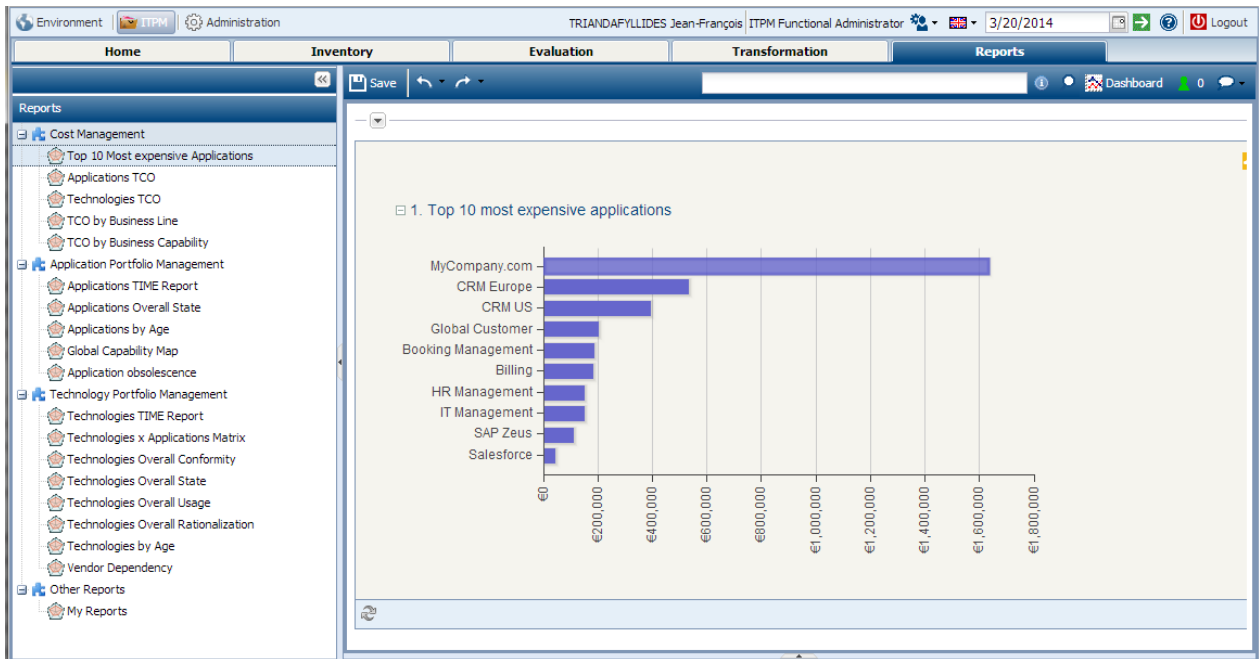 Environment ITPM Administration TRIANDAFYLLIDES Jean-François ITPM Functional Administrator 3/20/2014 Logout
Home Inventory Evaluation Transformation Reports
Save Dashboard 0
Reports
Cost Management
Top 10 Most expensive Applications
Applications TCO
Technologies TCO
TCO by Business Line
TCO by Business Capability
Application Portfolio Management
Applications TIME Report
Applications Overall State
Applications by Age
Global Capability Map
Application obsolescence
Technology Portfolio Management
Technologies TIME Report
Technologies x Applications Matrix
Technologies Overall Conformity
Technologies Overall State
Technologies Overall Usage
Technologies Overall Rationalization
Technologies by Age
Vendor Dependency
Other Reports
My Reports
1. Top 10 most expensive applications
MyCompany.com
CRM Europe
CRM US
Global Customer
Booking Management
Billing
HR Management
IT Management
SAP Zeus
Salesforce
€0
€200,000
€400,000
€600,000
€800,000
€1,000,000
€1,200,000
€1,400,000
€1,600,000
€1,800,000